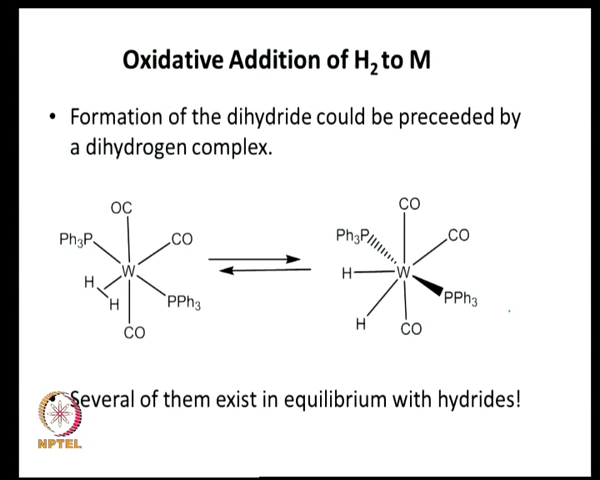 Oxidative Addition of H₂ to M
• Formation of the dihydride could be preceeded by
a dihydrogen complex.
OC
Ph₃P
CO
W
H
H
PPh₃
CO
CO
Ph₃P
CO
H
W
PPh₃
H
CO
• Several of them exist in equilibrium with hydrides!
NPTEL